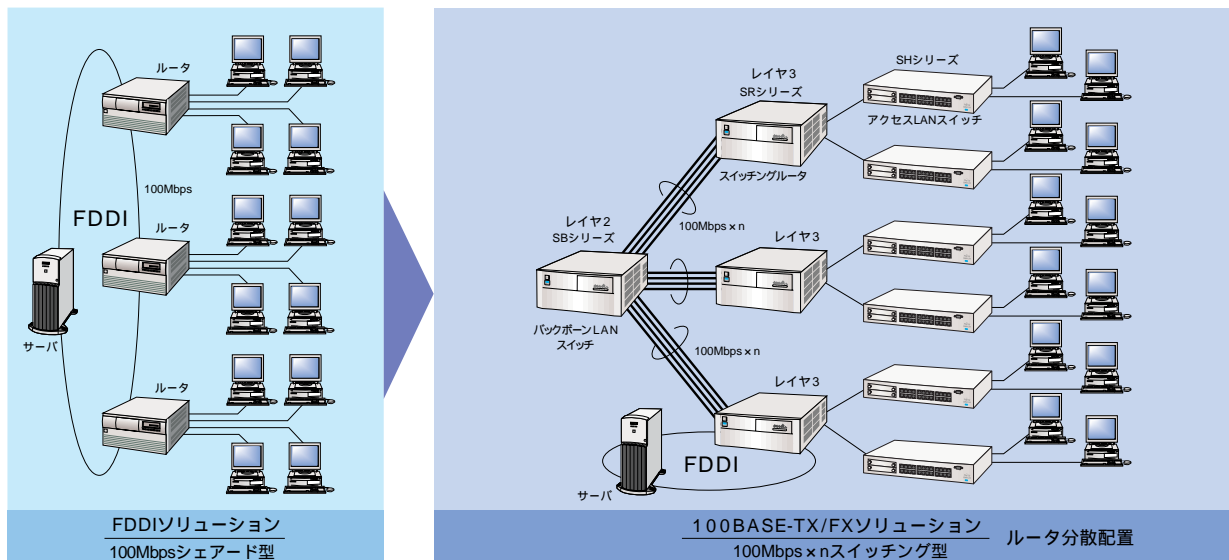 ルータ
100Mbps
FDDI
ルータ
サーバ
ルータ
FDDIソリューション
100Mbpsシェアード型
レイヤ3
SRシリーズ
スイッチングルータ
SHシリーズ
アクセスLANスイッチ
100Mbps×n
レイヤ2
SBシリーズ
バックボーンLAN
スイッチ
レイヤ3
100Mbps×n
レイヤ3
FDDI
サーバ
100BASE-TX/FXソリューション
100Mbps×nスイッチング型
ルータ分散配置